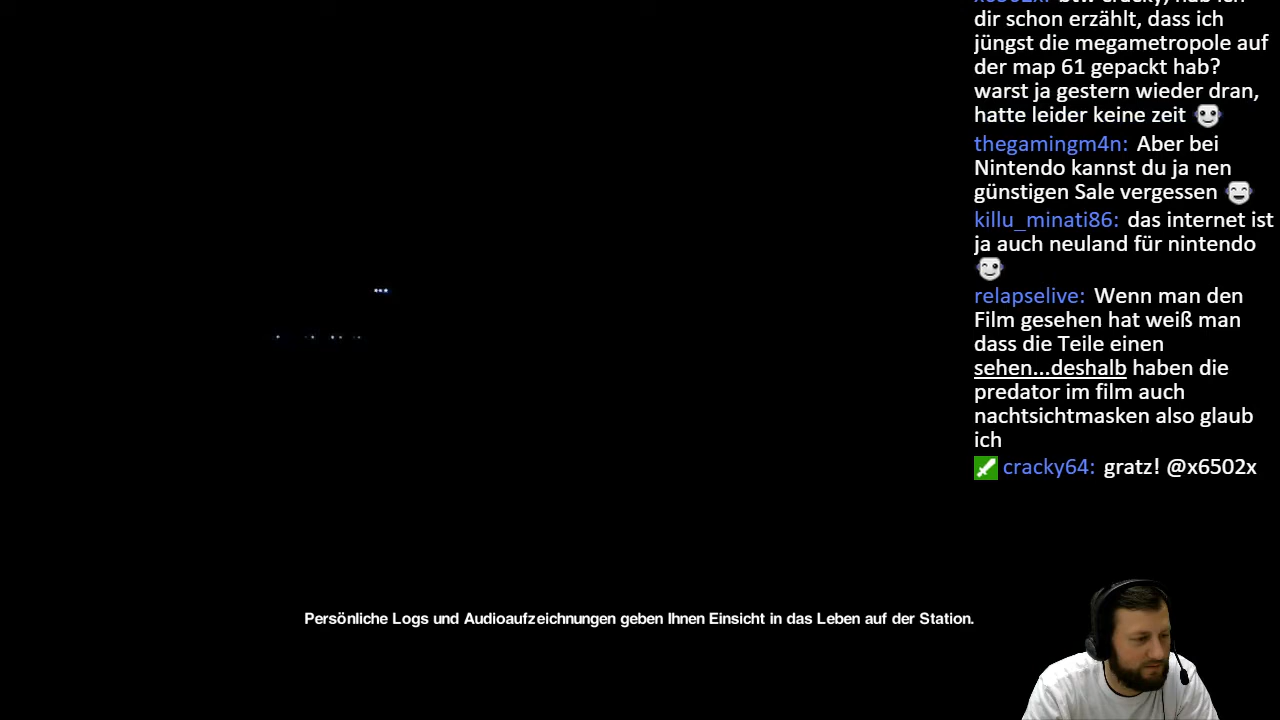 dir schon erzählt, dass ich
jüngst die megametropole auf
der map 61 gepackt hab?
warst ja gestern wieder dran,
hatte leider keine zeit
thegamingm4n: Aber bei
Nintendo kannst du ja nen
günstigen Sale vergessen
killu_minati86: das internet ist
ja auch neuland für nintendo
relapselive: Wenn man den
Film gesehen hat weiß man
dass die Teile einen
sehen...deshalb haben die
predator im film auch
nachtsichtmasken also glaub
ich
cracky64: gratz! @x6502x
Persönliche Logs und Audioaufzeichnungen geben Ihnen Einsicht in das Leben auf der Station.